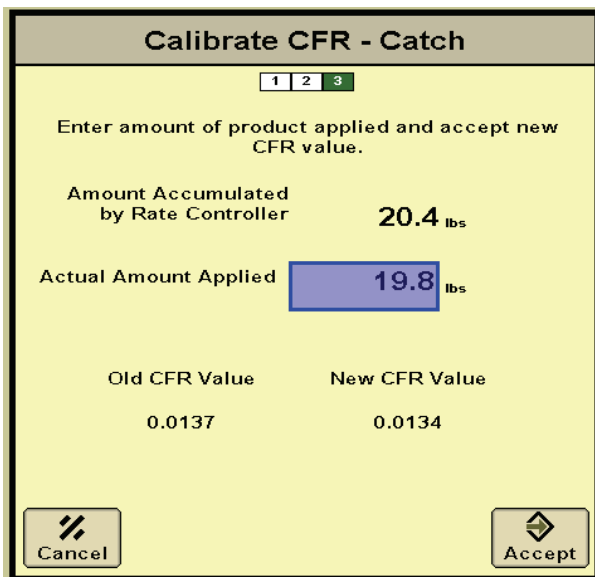 Calibrate CFR - Catch
1 2 3
Enter amount of product applied and accept new
CFR value.
Amount Accumulated
by Rate Controller 20.4 lbs
Actual Amount Applied 19.8 lbs
Old CFR Value New CFR Value
0.0137 0.0134
Cancel Accept